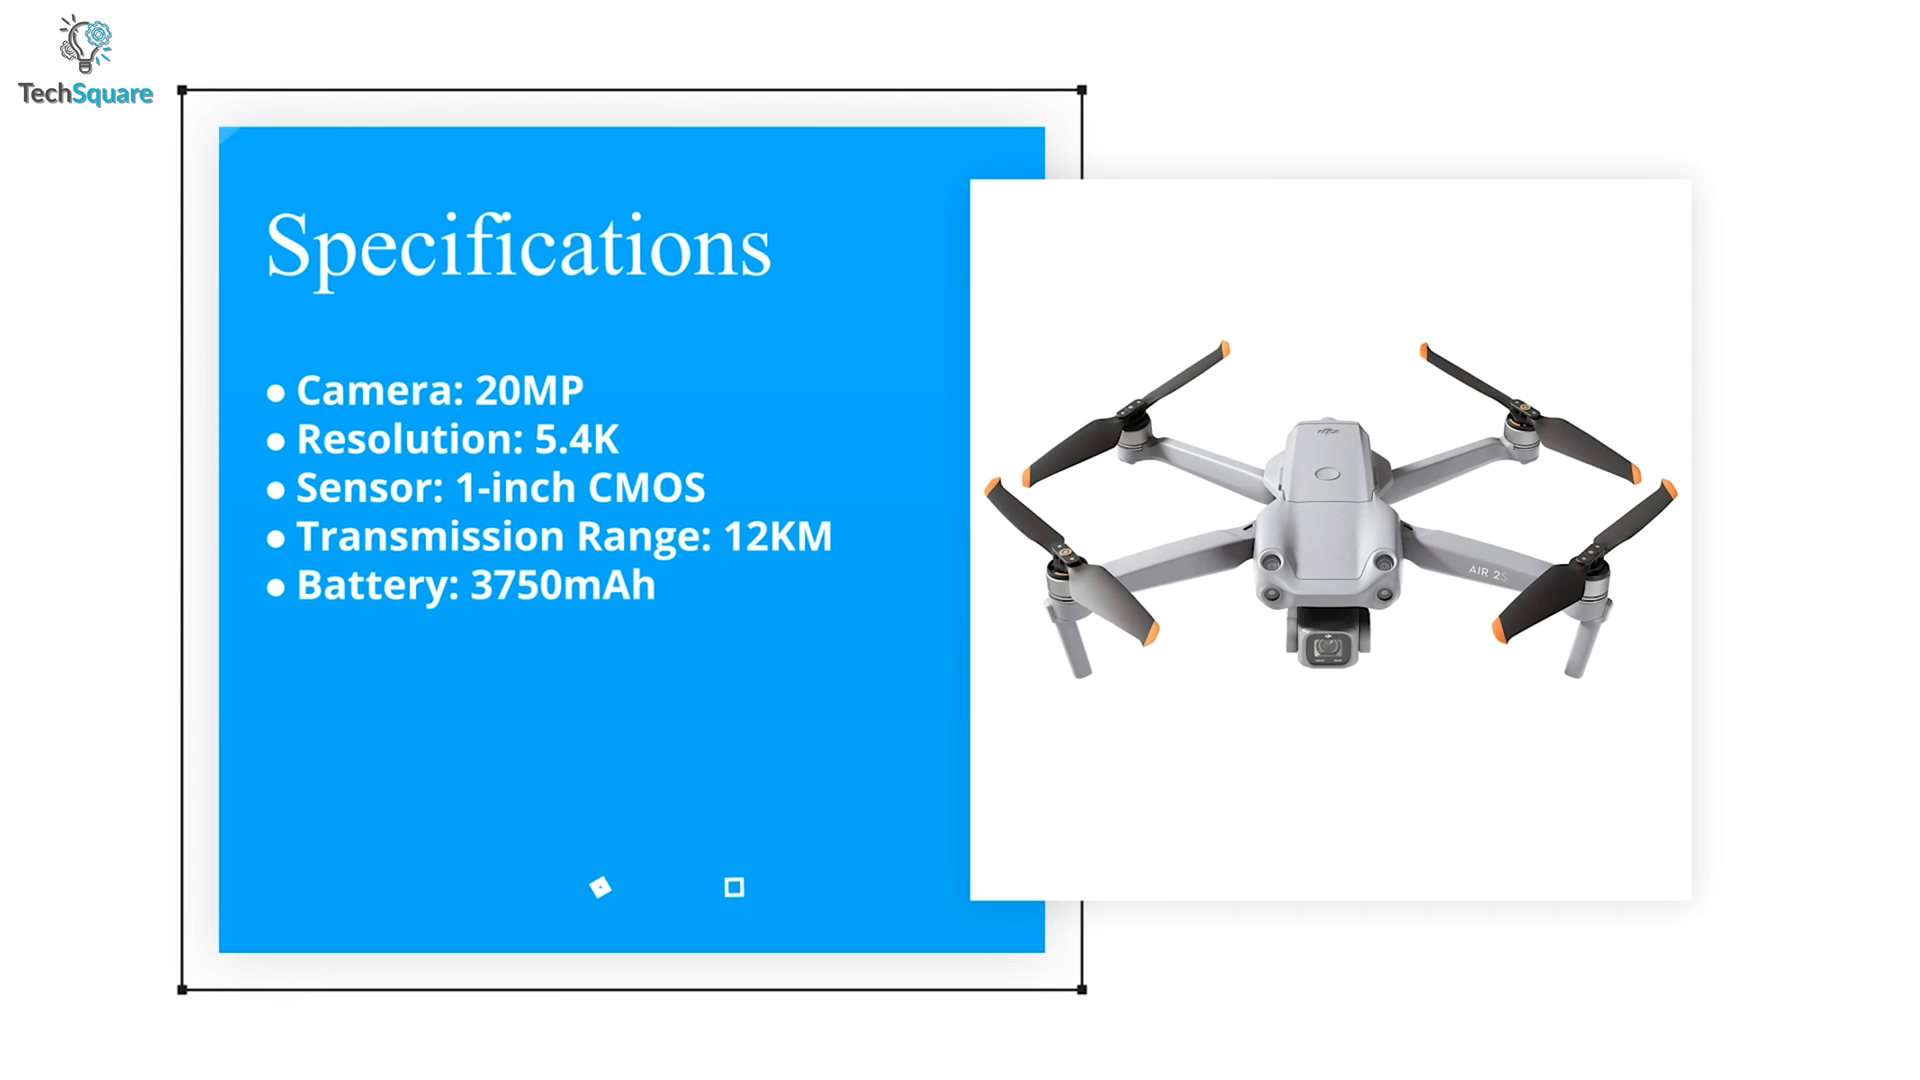 TechSquare
Specifications
● Camera: 20MP
● Resolution: 5.4K
● Sensor: 1-inch CMOS
● Transmission Range: 12KM
● Battery: 3750mAh
AIR 2S